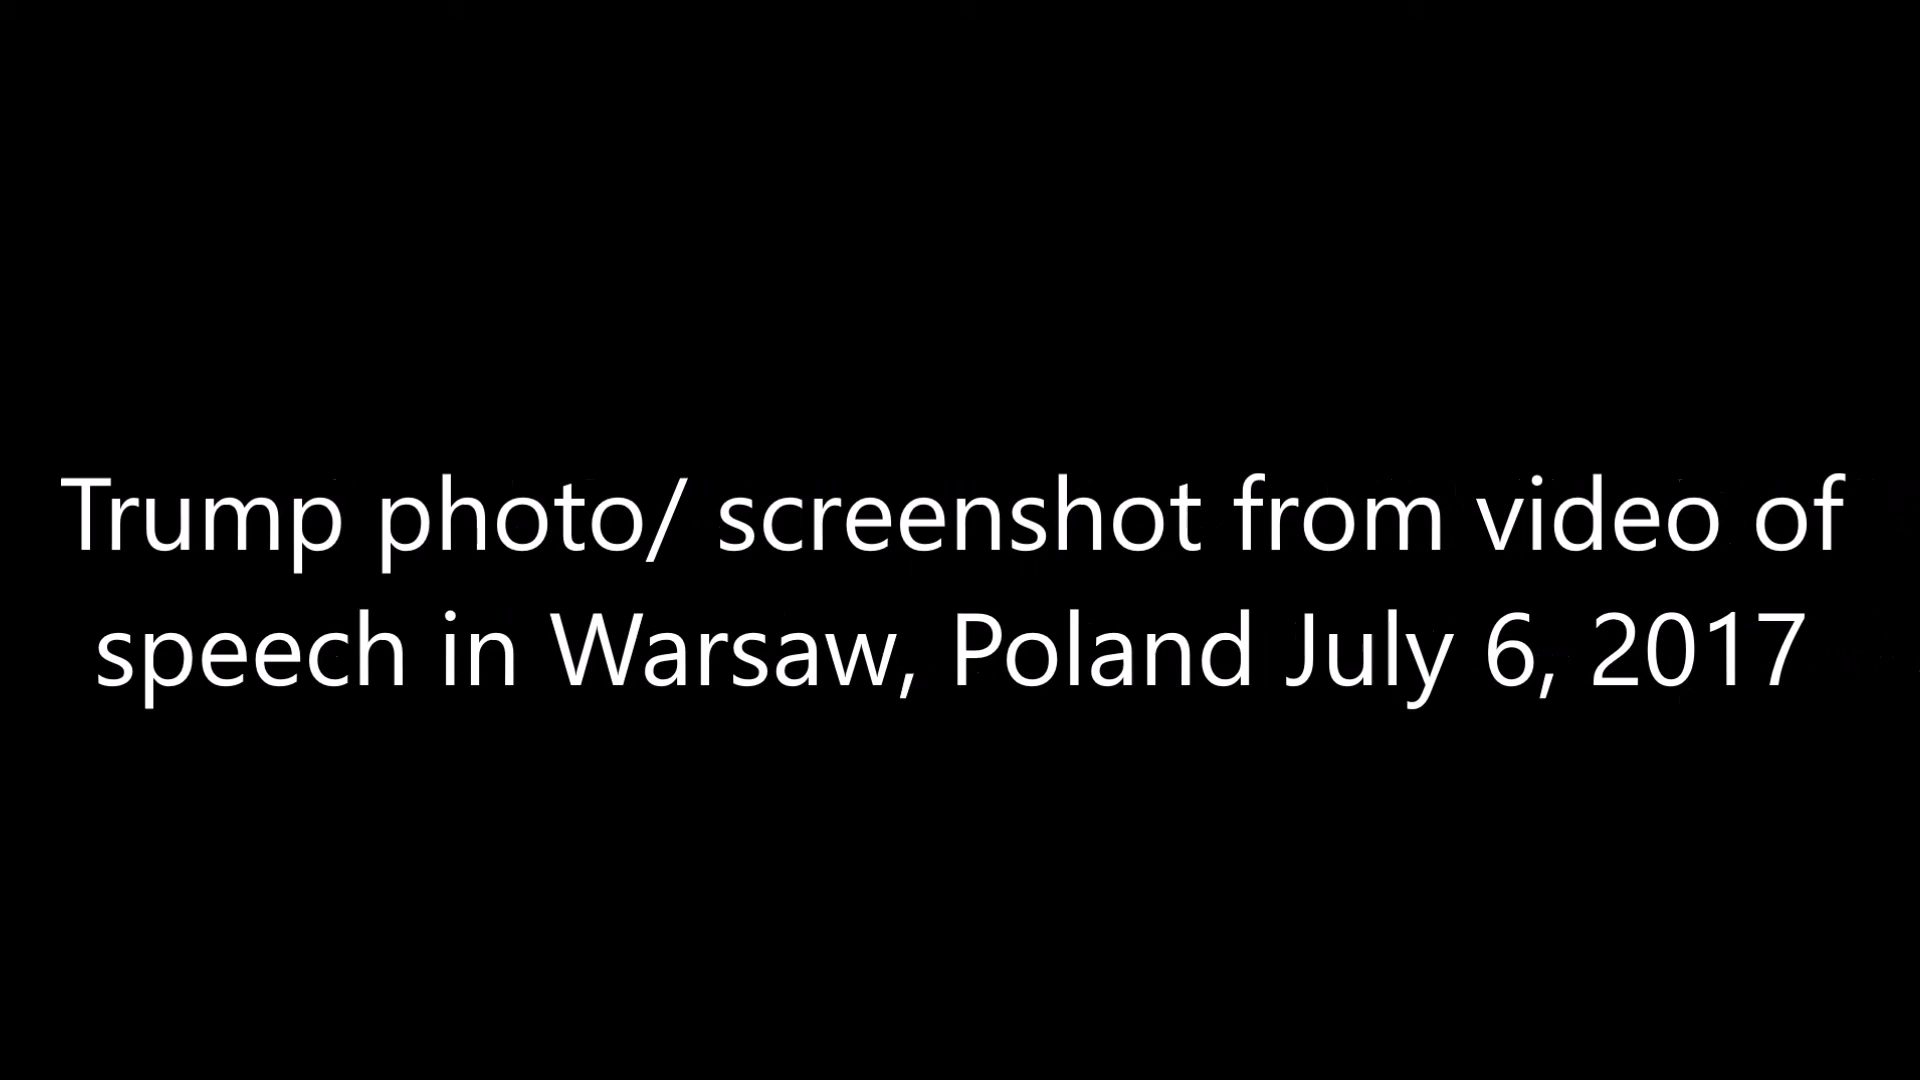 Trump photo/ screenshot from video of
speech in Warsaw, Poland July 6, 2017